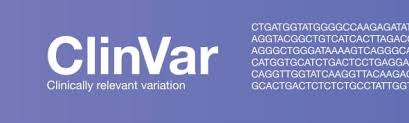 ClinVar
Clinically relevant variation
CTGATGGTATGGGGCCAAGAGATAT
AGGTACGGCTGTCATCACTTAGACC
AGGGCTGGGATAAAAGTCAGGGCA
CATGGTGCATCTGACTCCTGAGGA
CAGGTTGGTATCAAGGTTACAAGAC
GCACTGACTCTCTCTGCCTATTGGT